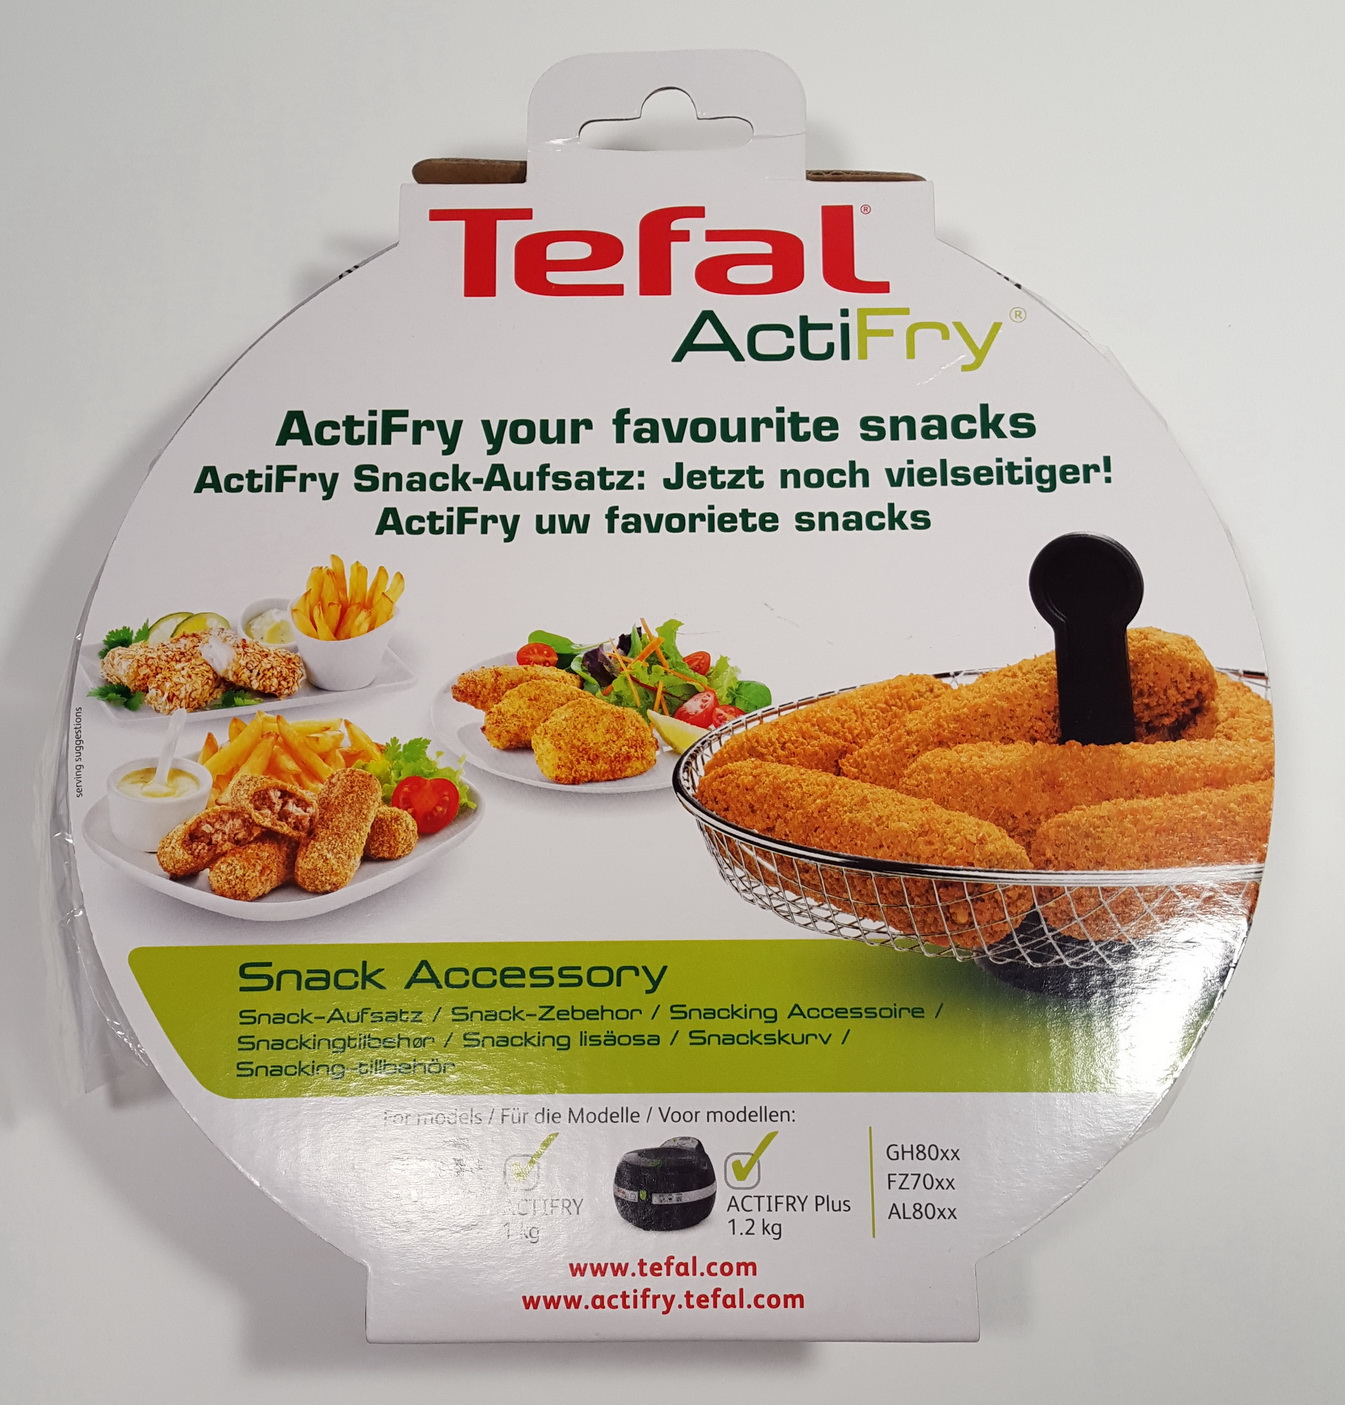 Tefal®
ActiFry®
ActiFry your favourite snacks
ActiFry Snack-Aufsatz: Jetzt noch vielseitiger!
ActiFry uw favoriete snacks
serving suggestions
Snack Accessory
Snack-Aufsatz / Snack-Zebehor / Snacking Accessoire /
Snackingtilbehør / Snacking lisäosa / Snackskurv /
Snacking-tillbehör
For models / Für die Modelle / Voor modellen:
ACTIFRY
1 kg
ACTIFRY Plus
1.2 kg
GH80xx
FZ70xx
AL80xx
www.tefal.com
www.actifry.tefal.com